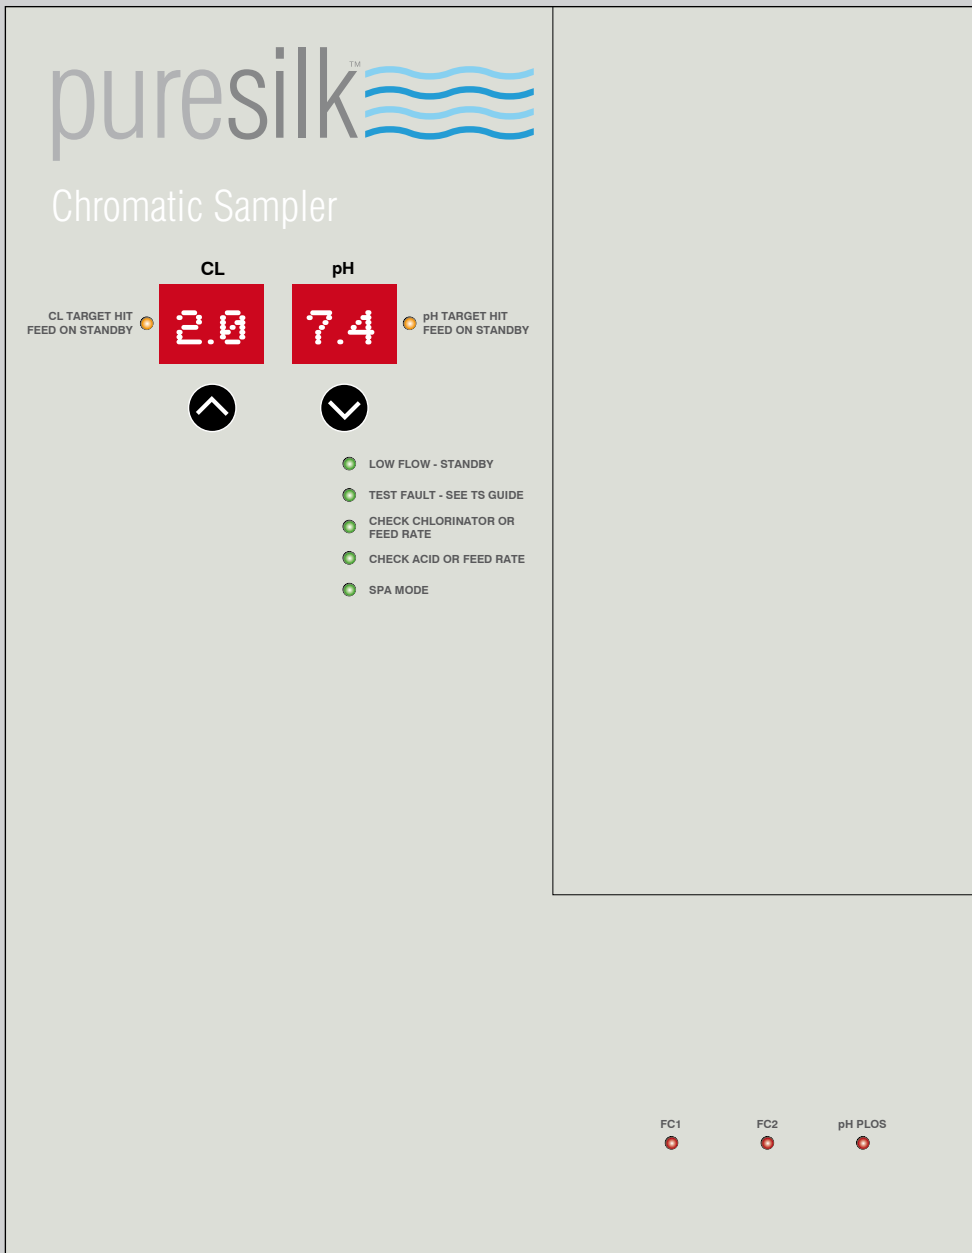 puresilk™
Chromatic Sampler
CL
pH
CL TARGET HIT
FEED ON STANDBY
2.0
7.4
pH TARGET HIT
FEED ON STANDBY
LOW FLOW - STANDBY
TEST FAULT - SEE TS GUIDE
CHECK CHLORINATOR OR
FEED RATE
CHECK ACID OR FEED RATE
SPA MODE
FC1
FC2
pH PLOS